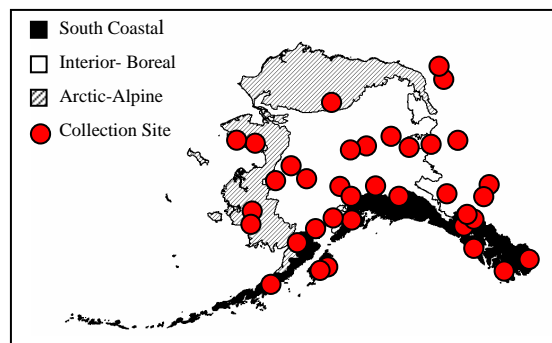 South Coastal
Interior- Boreal
Arctic-Alpine
Collection Site